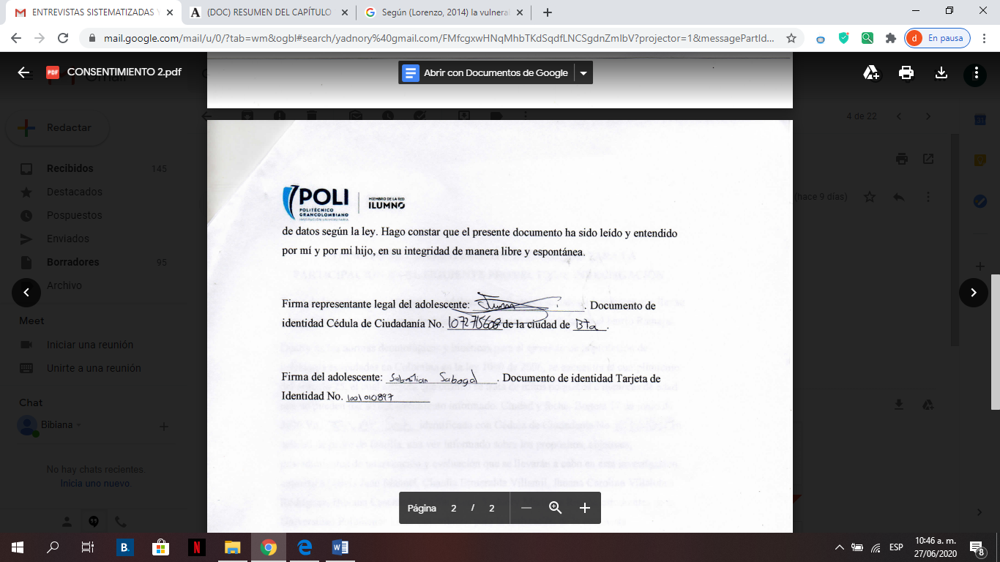 ENTREVISTAS SISTEMATIZADAS Y
(DOC) RESUMEN DEL CAPÍTULO
Según (Lorenzo, 2014) la vulneral
mail.google.com/mail/u/0/?tab=wm&ogbl#search/yadnory%40gmail.com/FMfcgxwHNqMhbTKdSqdfLNCSgdnZmlbV?projector=1&messagePartId...
d En pausa
PDF CONSENTIMIENTO 2.pdf
Abrir con Documentos de Google
Redactar
4 de 22
Recibidos 145
Destacados
(hace 9 días)
Pospuestos
Enviados
Borradores 95
Archivo
Meet
Iniciar una reunión
Unirte a una reunión
Chat
Bibiana
No hay chats recientes.
Inicia uno nuevo.
POLI
POLITÉCNICO
GRANCOLOMBIANO
INSTITUCIÓN UNIVERSITARIA
MIEMBRO DE LA RED
ILUMNO
de datos según la ley. Hago constar que el presente documento ha sido leído y entendido
por mí y por mi hijo, en su integridad de manera libre y espontánea.
Firma representante legal del adolescente: . Documento de
identidad Cédula de Ciudadanía No. 1072715608 de la ciudad de Bta.
Firma del adolescente: Sebastian Sabogal. Documento de identidad Tarjeta de
Identidad No. 1001010897
Página 2 / 2
B.
N
ESP
10:46 a. m.
27/06/2020
8